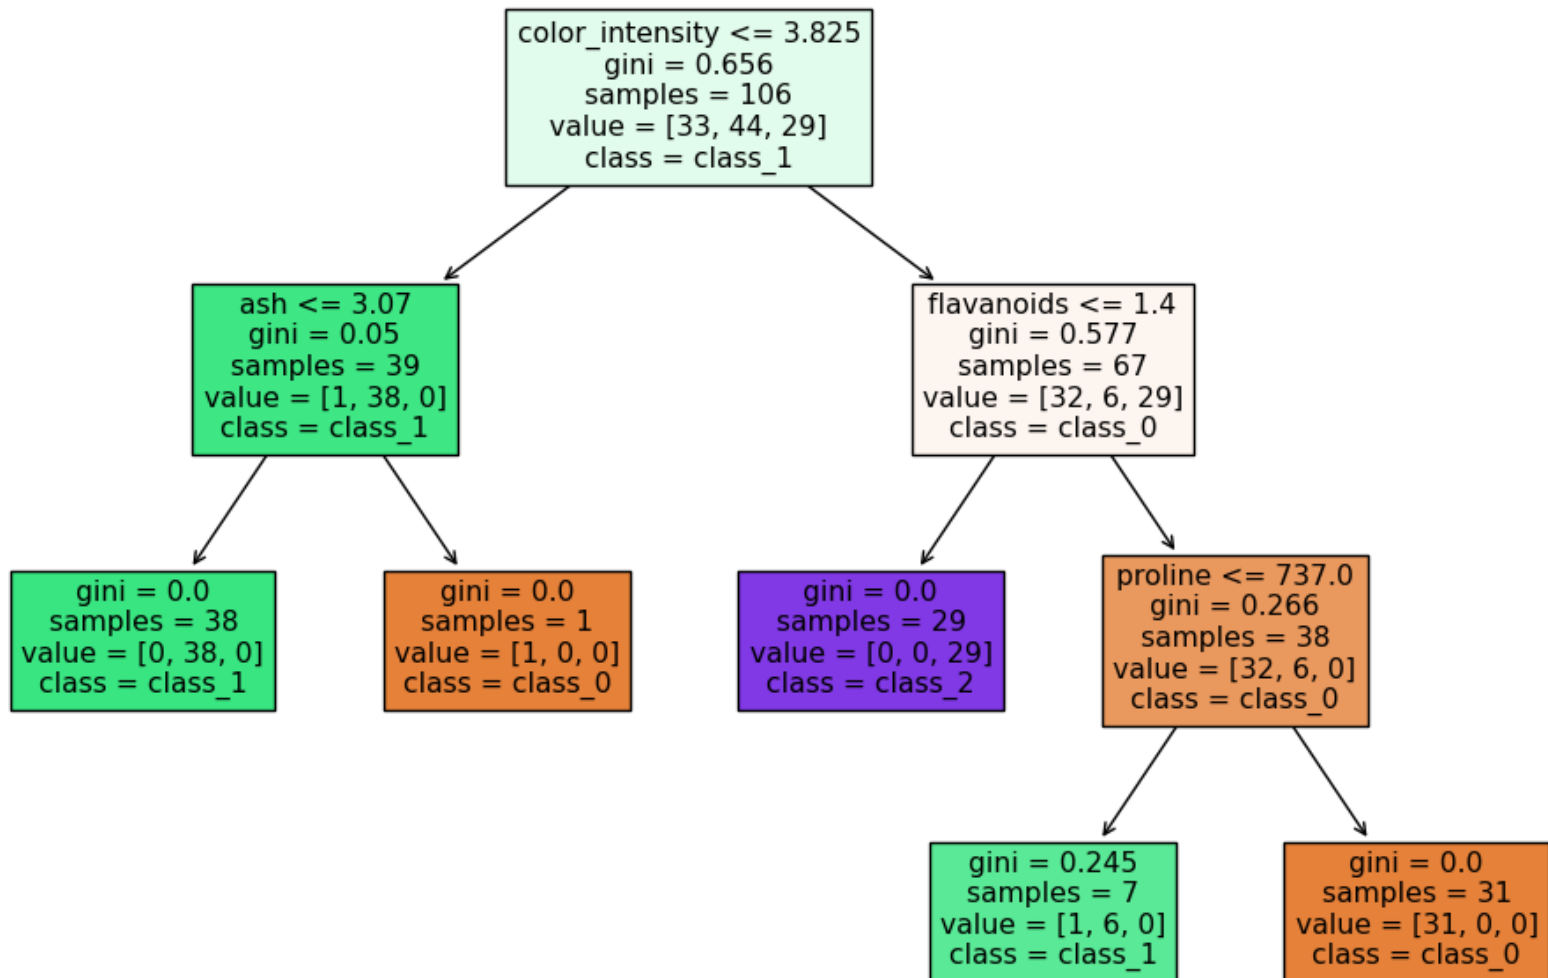 color_intensity <= 3.825
gini = 0.656
samples = 106
value = [33, 44, 29]
class = class_1
ash <= 3.07
gini = 0.05
samples = 39
value = [1, 38, 0]
class = class_1
flavanoids <= 1.4
gini = 0.577
samples = 67
value = [32, 6, 29]
class = class_0
gini = 0.0
samples = 38
value = [0, 38, 0]
class = class_1
gini = 0.0
samples = 1
value = [1, 0, 0]
class = class_0
gini = 0.0
samples = 29
value = [0, 0, 29]
class = class_2
proline <= 737.0
gini = 0.266
samples = 38
value = [32, 6, 0]
class = class_0
gini = 0.245
samples = 7
value = [1, 6, 0]
class = class_1
gini = 0.0
samples = 31
value = [31, 0, 0]
class = class_0